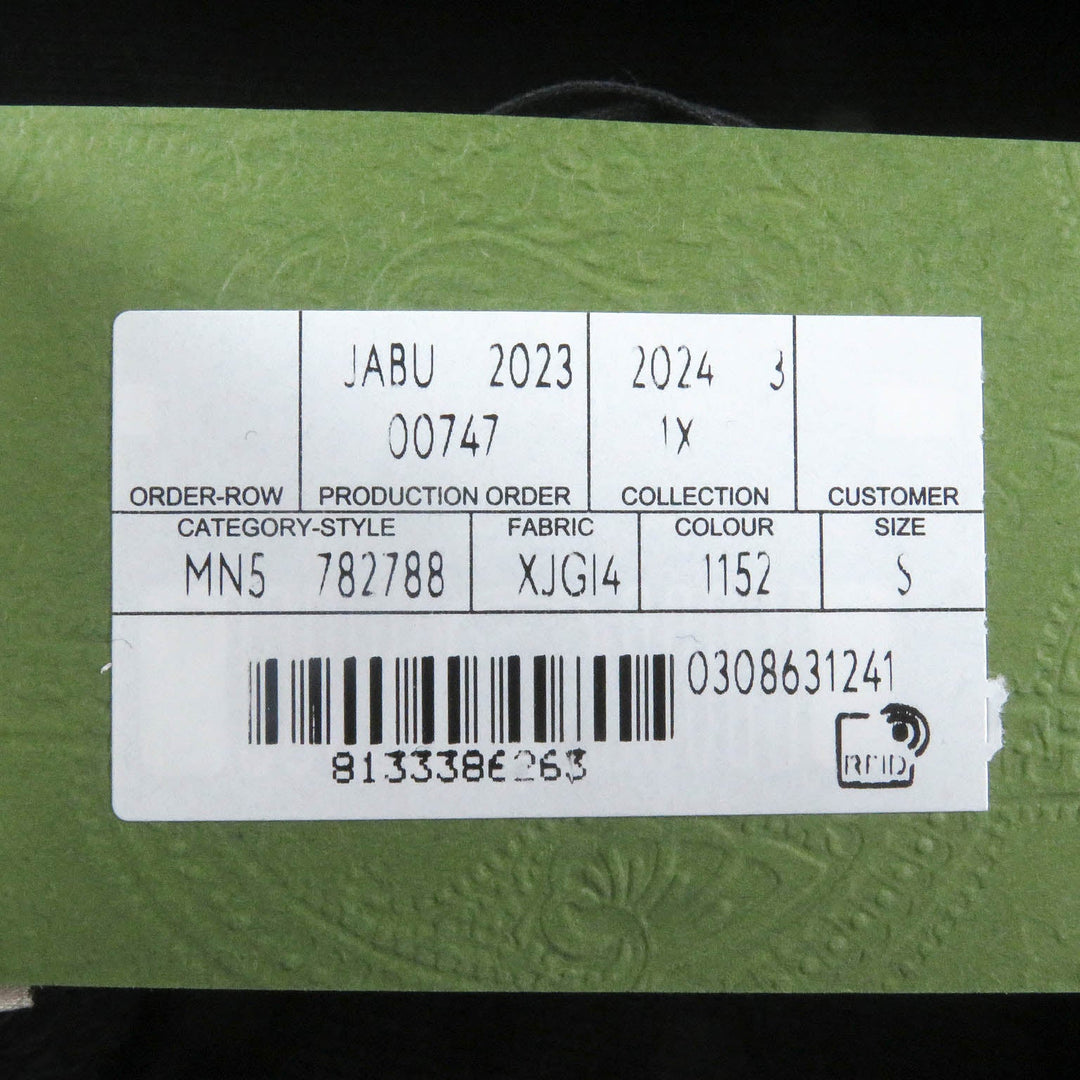 JABU 2023 2024 3
00747 1X
ORDER-ROW PRODUCTION ORDER COLLECTION CUSTOMER
CATEGORY-STYLE FABRIC COLOUR SIZE
MN5 782788 XJGI4 1152 S
0308631241
8133386263
RFID